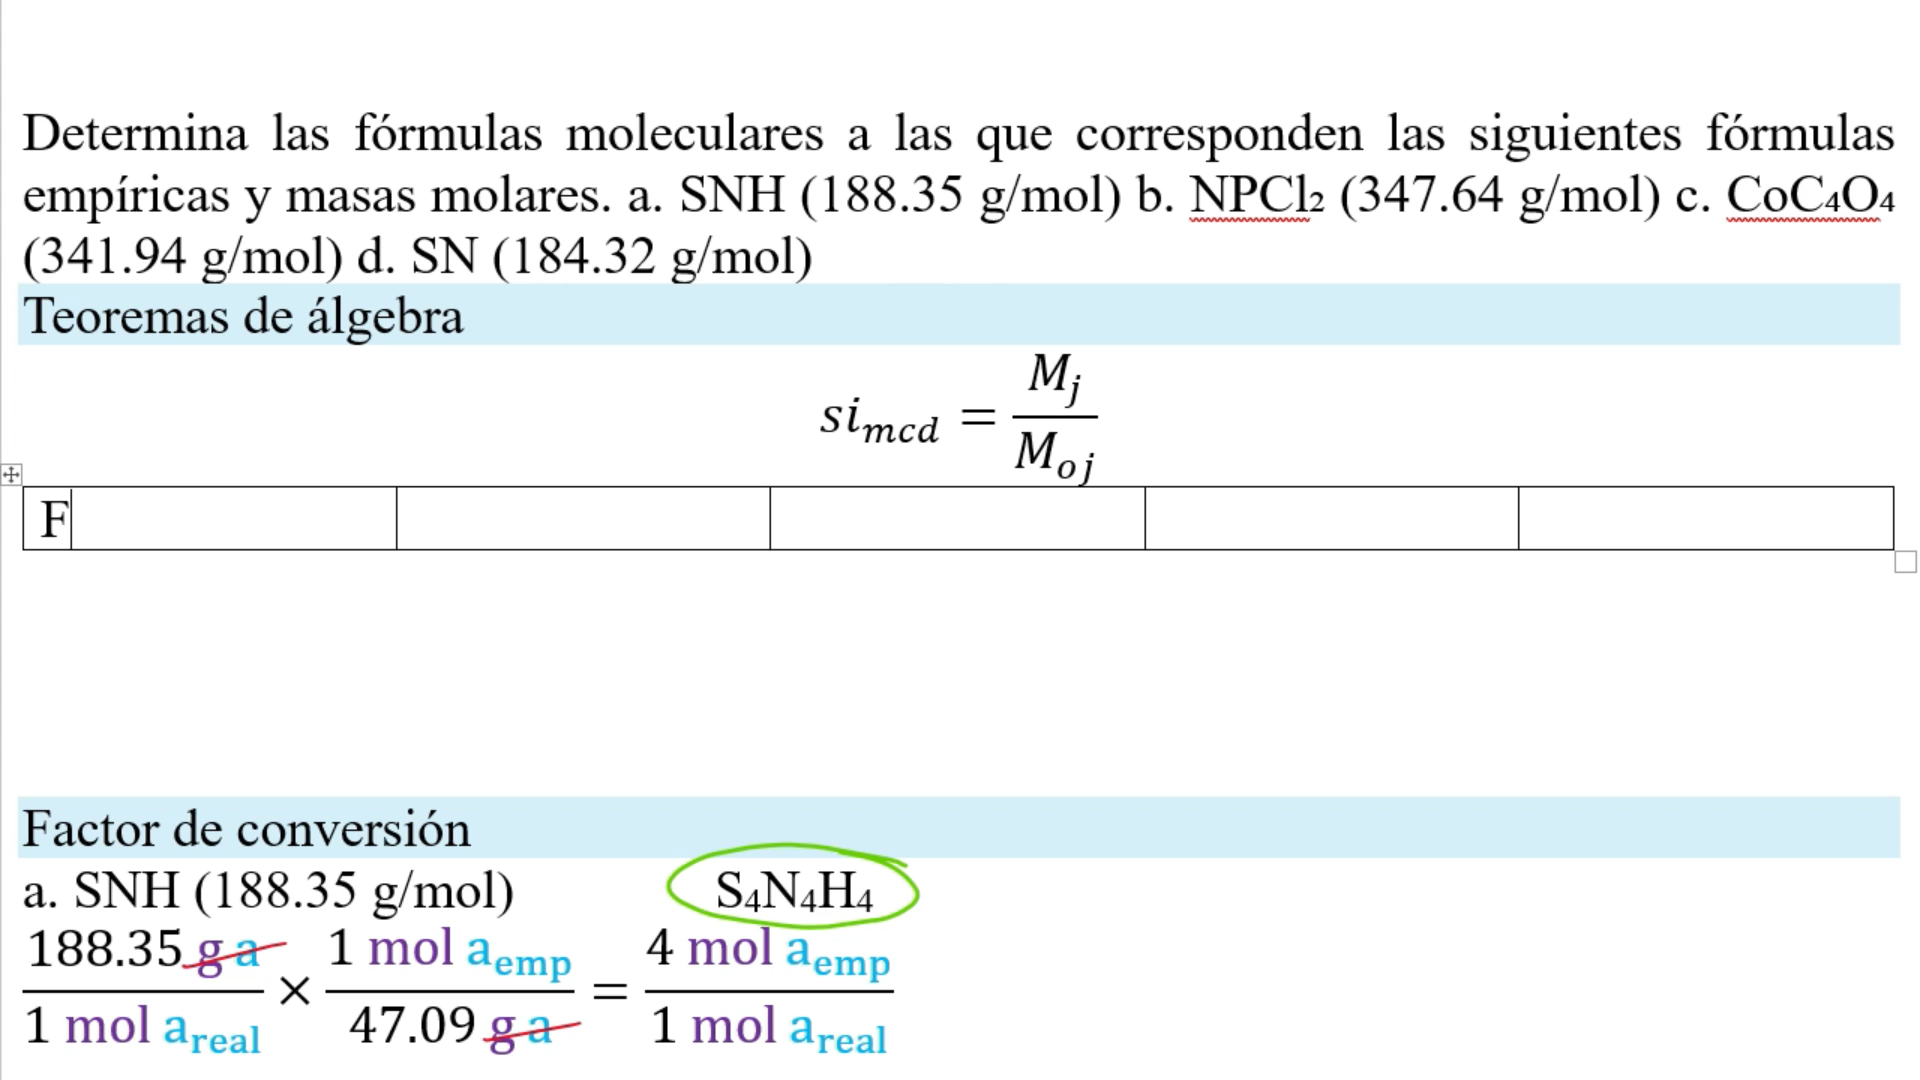 Determina las fórmulas moleculares a las que corresponden las siguientes fórmulas
empíricas y masas molares. a. SNH (188.35 g/mol) b. NPCl₂ (347.64 g/mol) c. CoC₄O₄
(341.94 g/mol) d. SN (184.32 g/mol)
Teoremas de álgebra
si_mcd = M_j / M_oj
F
Factor de conversión
a. SNH (188.35 g/mol) S₄N₄H₄
188.35 g a / 1 mol a_real × 1 mol a_emp / 47.09 g a = 4 mol a_emp / 1 mol a_real